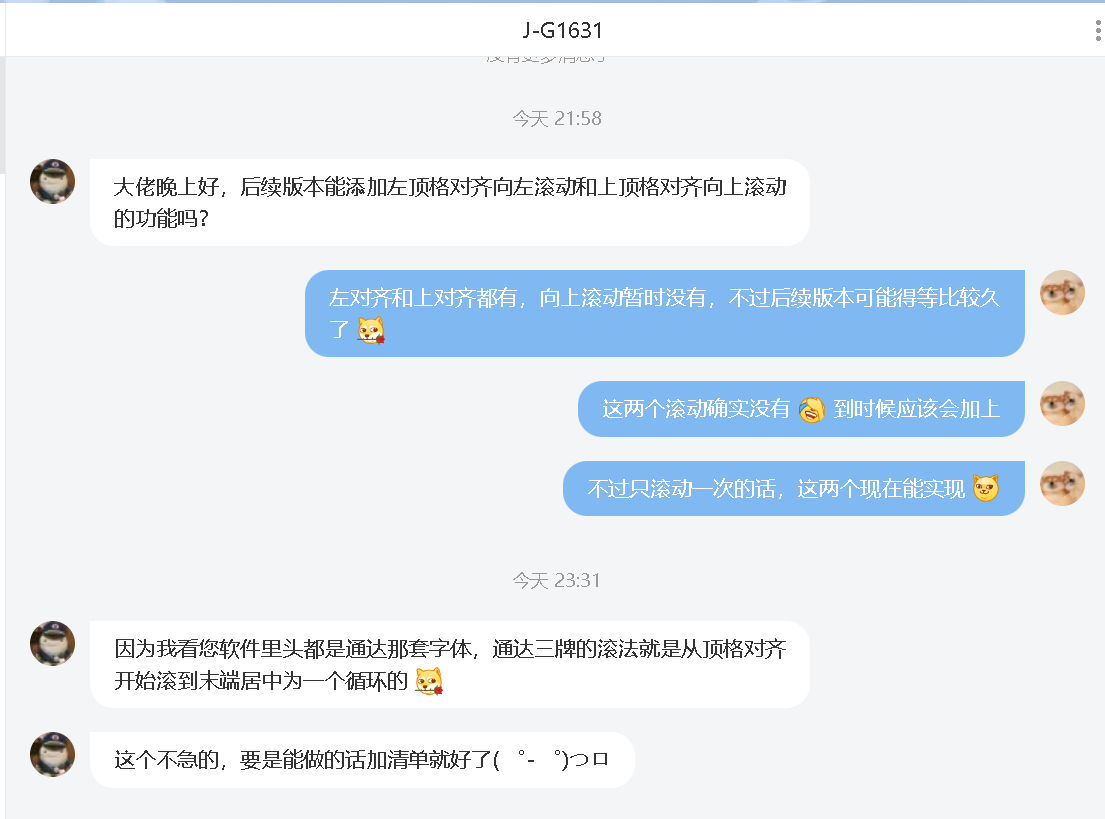 J-G1631
没有更多消息了
今天 21:58
大佬晚上好，后续版本能添加左顶格对齐向左滚动和上顶格对齐向上滚动
的功能吗？
左对齐和上对齐都有，向上滚动暂时没有，不过后续版本可能得等比较久
了
这两个滚动确实没有 到时候应该会加上
不过只滚动一次的话，这两个现在能实现
今天 23:31
因为我看您软件里头都是通达那套字体，通达三牌的滚法就是从顶格对齐
开始滚到末端居中为一个循环的
这个不急的，要是能做的话加清单就好了( ゜- ゜)つロ